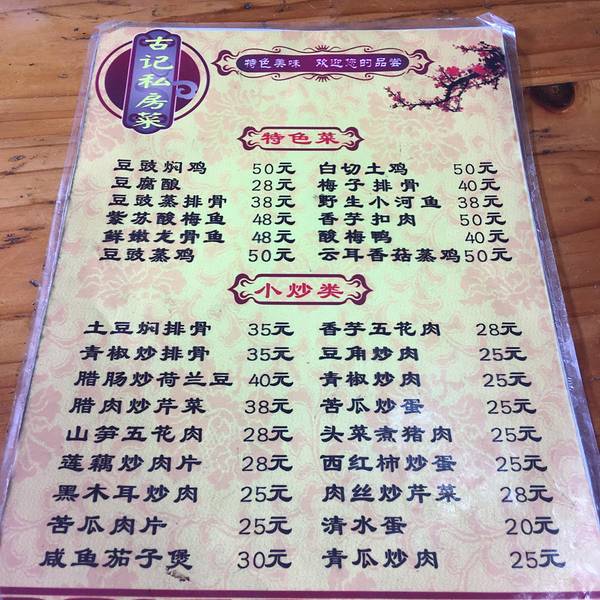 古记私房菜
特色美味 欢迎您的品尝
特色菜
豆豉焖鸡 50元 白切土鸡 50元
豆腐酿 28元 梅子排骨 40元
豆豉蒸排骨 38元 野生小河鱼 38元
紫苏酸梅鱼 48元 香芋扣肉 50元
鲜嫩龙骨鱼 48元 酸梅鸭 40元
豆豉蒸鸡 50元 云耳香菇蒸鸡 50元
小炒类
土豆焖排骨 35元 香芋五花肉 28元
青椒炒排骨 35元 豆角炒肉 25元
腊肠炒荷兰豆 40元 青椒炒肉 25元
腊肉炒芹菜 38元 苦瓜炒蛋 25元
山笋五花肉 28元 头菜煮猪肉 25元
莲藕炒肉片 28元 西红柿炒蛋 25元
黑木耳炒肉 25元 肉丝炒芹菜 28元
苦瓜肉片 25元 清水蛋 20元
咸鱼茄子煲 30元 青瓜炒肉 25元